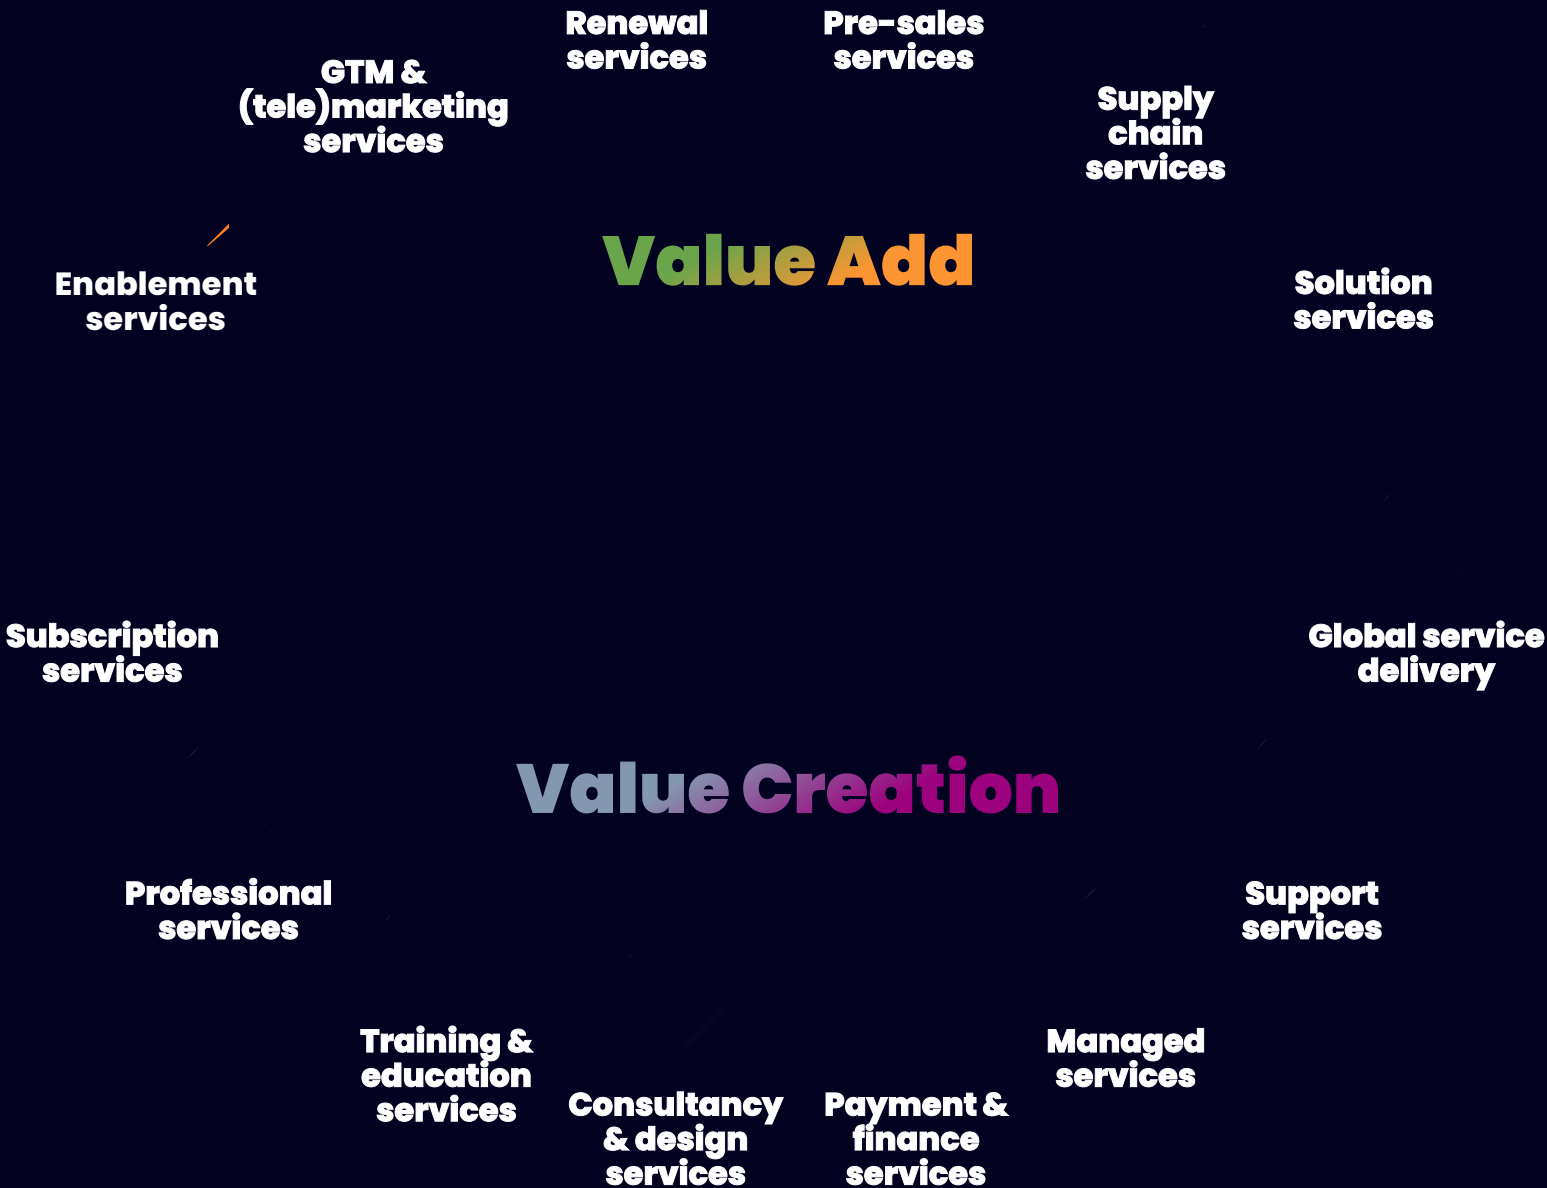 Renewal
services
Pre-sales
services
GTM &
(tele)marketing
services
Supply
chain
services
Value Add
Enablement
services
Solution
services
Subscription
services
Global service
delivery
Value Creation
Professional
services
Support
services
Training &
education
services
Managed
services
Consultancy
& design
services
Payment &
finance
services